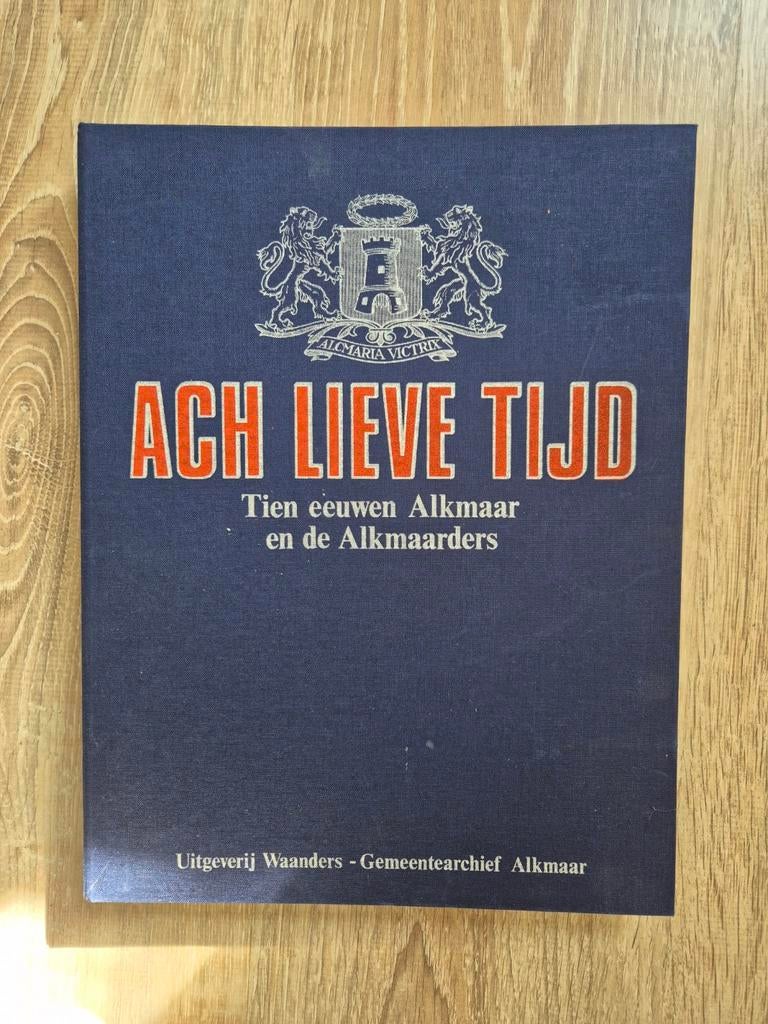 ALCMARIA VICTRIX
ACH LIEVE TIJD
Tien eeuwen Alkmaar
en de Alkmaarders
Uitgeverij Waanders - Gemeentearchief Alkmaar